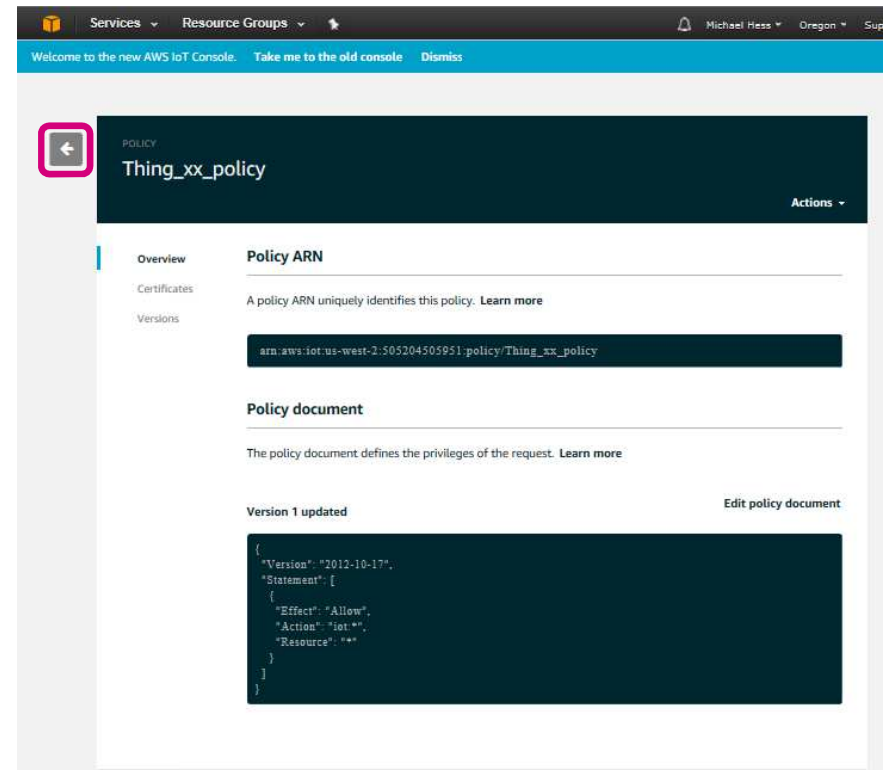 Services Resource Groups Michael Hess Oregon Sup
Welcome to the new AWS IoT Console. Take me to the old console Dismiss
POLICY
Thing_xx_policy
Actions
Overview
Certificates
Versions
Policy ARN
A policy ARN uniquely identifies this policy. Learn more
arn:aws:iot:us-west-2:505204505951:policy/Thing_xx_policy
Policy document
The policy document defines the privileges of the request. Learn more
Version 1 updated Edit policy document
{
"Version": "2012-10-17",
"Statement": [
{
"Effect": "Allow",
"Action": "iot:*",
"Resource": "*"
}
]
}